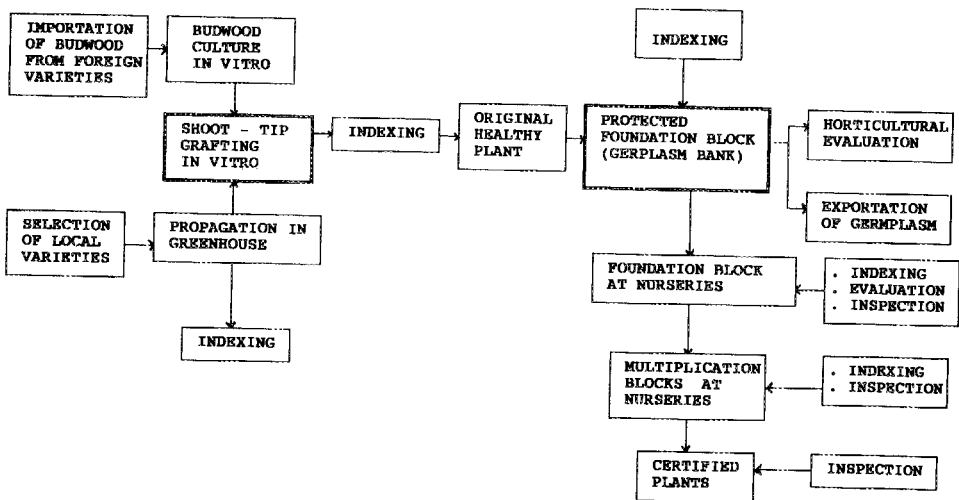 IMPORTATION
OF BUDWOOD
FROM FOREIGN
VARIETIES
BUDWOOD
CULTURE
IN VITRO
INDEXING
SHOOT - TIP
GRAFTING
IN VITRO
INDEXING
ORIGINAL
HEALTHY
PLANT
PROTECTED
FOUNDATION BLOCK
(GERPLASM BANK)
HORTICULTURAL
EVALUATION
SELECTION
OF LOCAL
VARIETIES
PROPAGATION IN
GREENHOUSE
EXPORTATION
OF GERMPLASM
INDEXING
FOUNDATION BLOCK
AT NURSERIES
. INDEXING
. EVALUATION
. INSPECTION
MULTIPLICATION
BLOCKS AT
NURSERIES
. INDEXING
. INSPECTION
CERTIFIED
PLANTS
INSPECTION